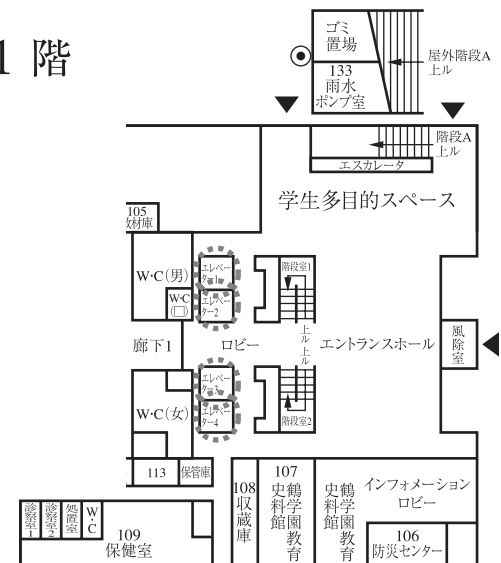 1 階
ゴミ
置場
屋外階段A
上ル
133
雨水
ポンプ室
階段A
上ル
エスカレータ
学生多目的スペース
105
教材庫
W・C(男)
エレベー
ター1
階段室1
W・C
(□)
エレベー
ター2
上ル
廊下1
ロビー
エントランスホール
風除室
上ル
エレベー
ター3
W・C(女)
エレベー
ター4
階段室2
113
保管庫
108
収蔵庫
107
鶴学園教育
史料館
鶴学園教育
史料館
インフォメーション
ロビー
診察室1
診察室2
処置室
W・C
109
保健室
106
防災センター